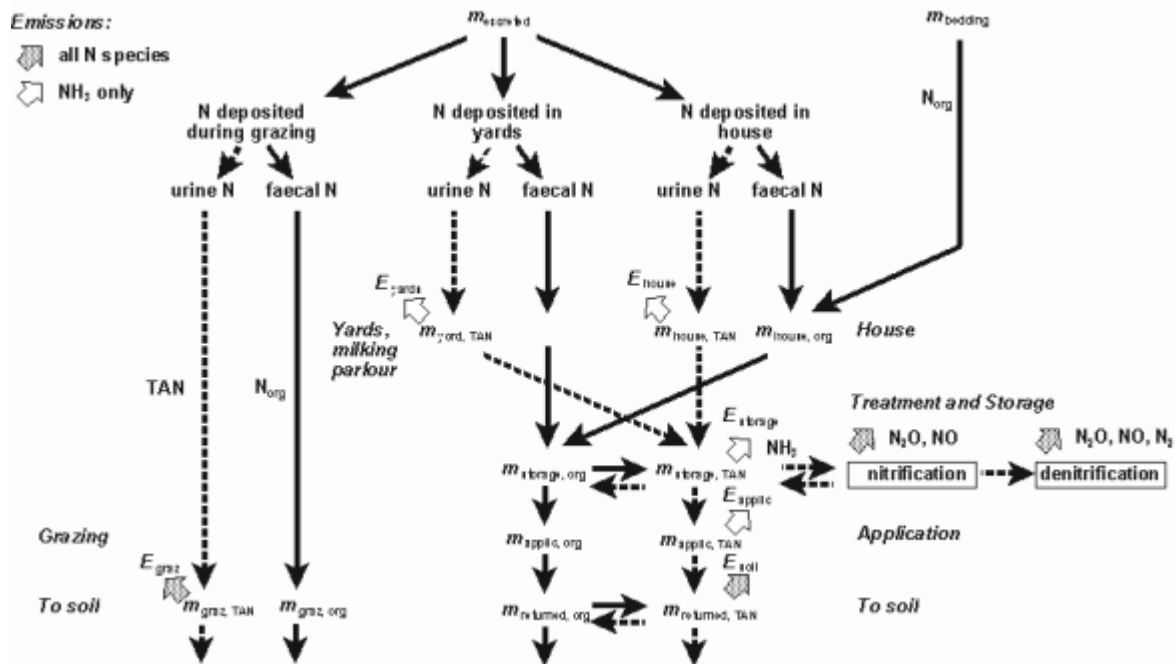 Emissions:
all N species
NH₃ only
m excreted
m bedding
N deposited
during grazing
N deposited in
yards
N deposited in
house
N org
urine N
faecal N
urine N
faecal N
urine N
faecal N
E yards
E house
Yards,
milking
parlour
m yard, TAN
m house, TAN
m house, org
House
TAN
N org
Treatment and Storage
E storage
NH₃
N₂O, NO
N₂O, NO, N₂
m storage, org
m storage, TAN
nitrification
denitrification
E applic
Grazing
m applic, org
m applic, TAN
Application
E graz
E soil
To soil
m graz, TAN
m graz, org
m returned, org
m returned, TAN
To soil